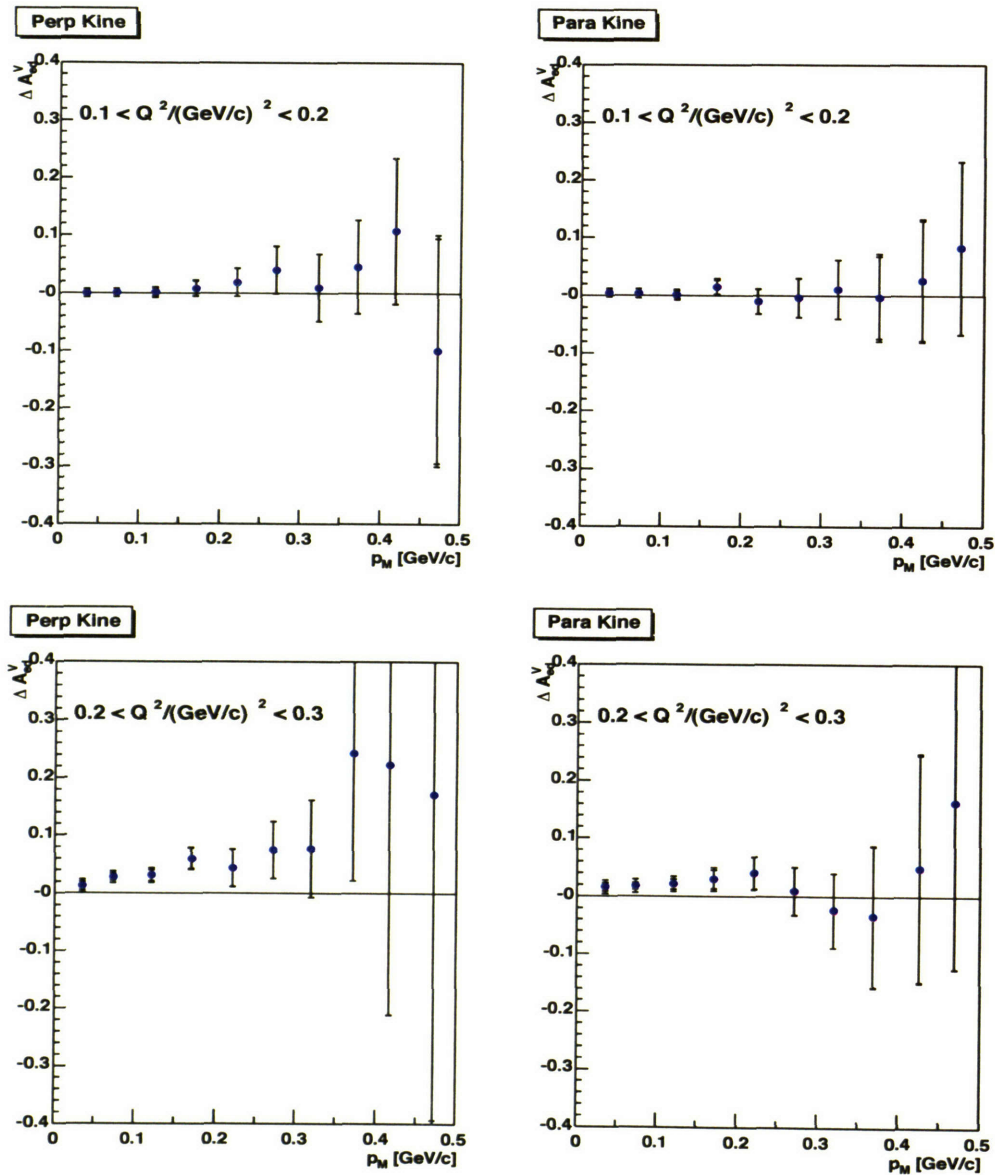 Perp Kine
Δ A^V_ed
0.1 < Q^2/(GeV/c)^2 < 0.2
0.4
0.3
0.2
0.1
-0
-0.1
-0.2
-0.3
-0.4
0 0.1 0.2 0.3 0.4 0.5
p_M [GeV/c]
Para Kine
Δ A^V_ed
0.1 < Q^2/(GeV/c)^2 < 0.2
0.4
0.3
0.2
0.1
-0
-0.1
-0.2
-0.3
-0.4
0 0.1 0.2 0.3 0.4 0.5
p_M [GeV/c]
Perp Kine
Δ A^V_ed
0.2 < Q^2/(GeV/c)^2 < 0.3
0.4
0.3
0.2
0.1
-0
-0.1
-0.2
-0.3
-0.4
0 0.1 0.2 0.3 0.4 0.5
p_M [GeV/c]
Para Kine
Δ A^V_ed
0.2 < Q^2/(GeV/c)^2 < 0.3
0.4
0.3
0.2
0.1
-0
-0.1
-0.2
-0.3
-0.4
0 0.1 0.2 0.3 0.4 0.5
p_M [GeV/c]